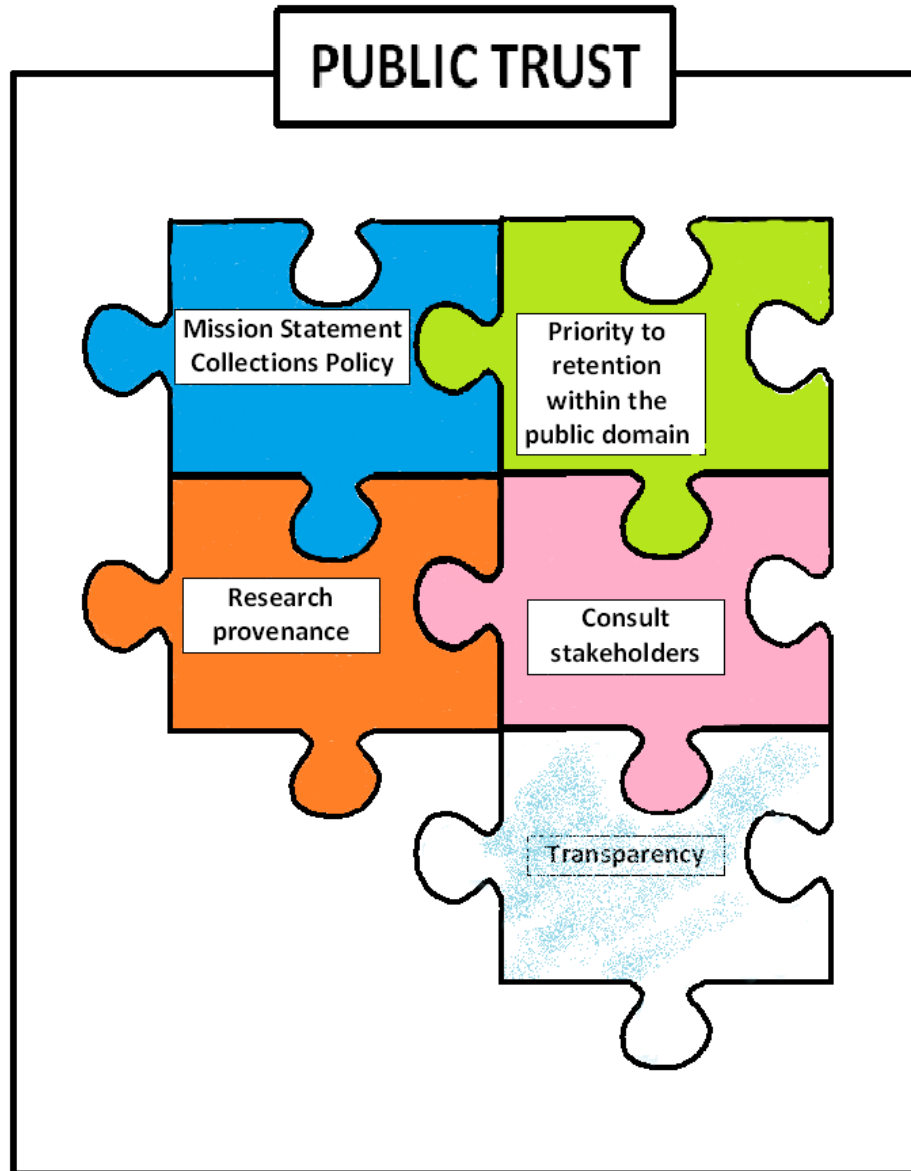 PUBLIC TRUST
Mission Statement
Collections Policy
Priority to
retention
within the
public domain
Research
provenance
Consult
stakeholders
Transparency